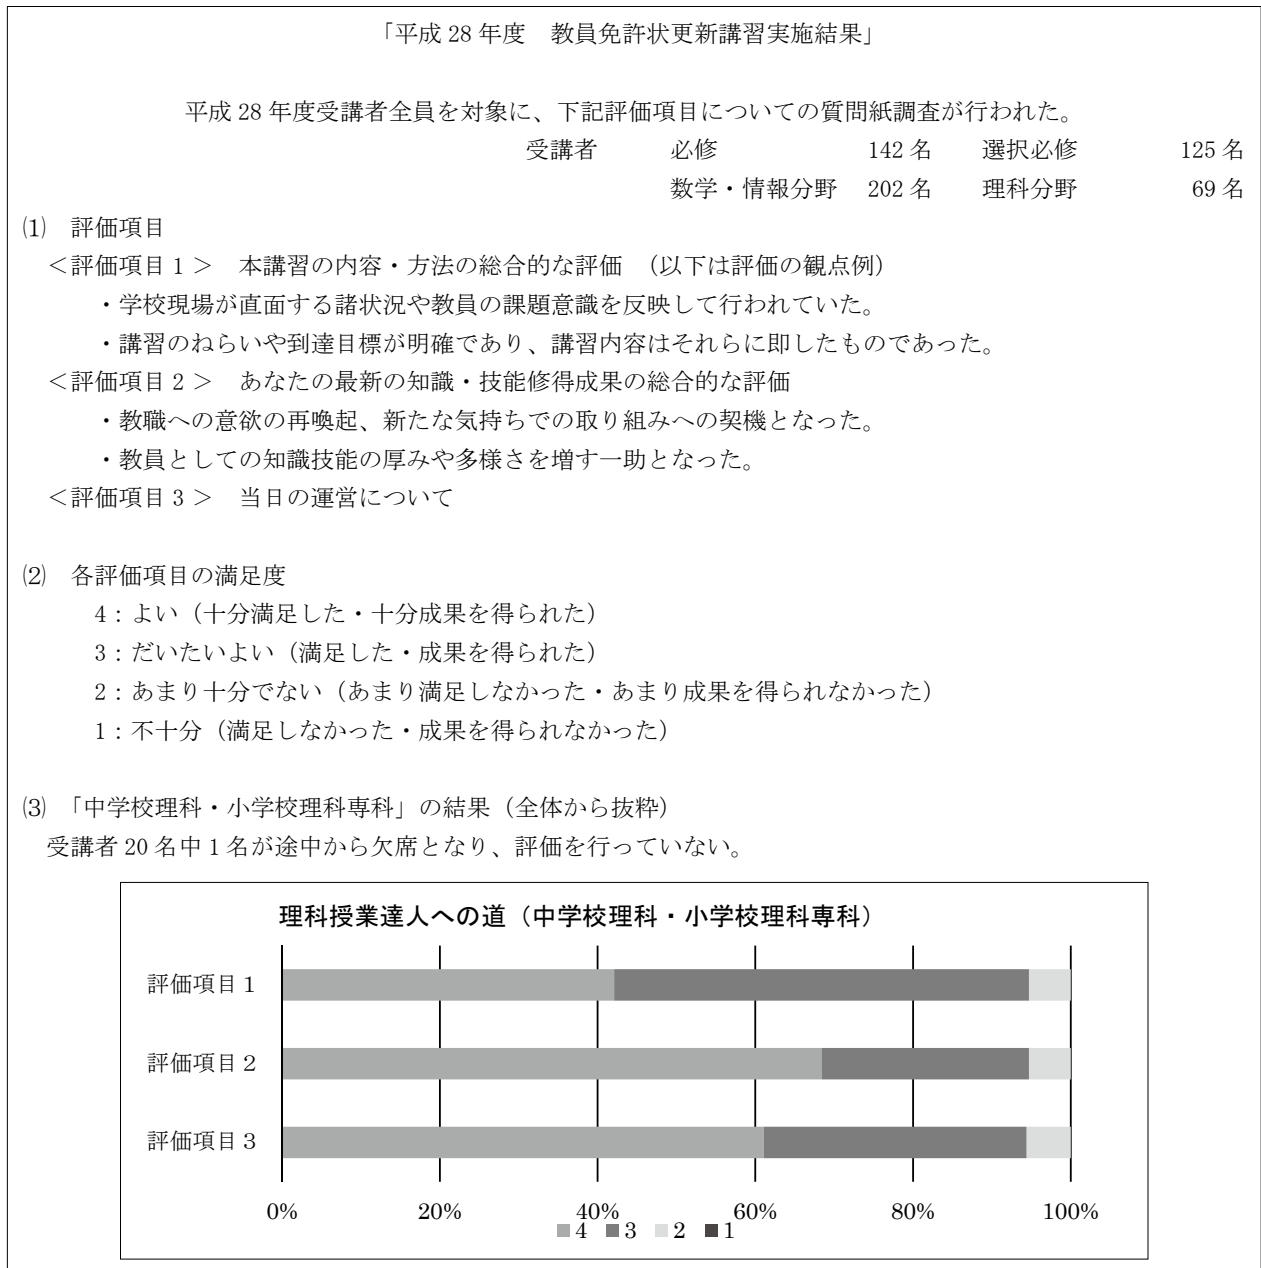 「平成 28 年度　教員免許状更新講習実施結果」
平成 28 年度受講者全員を対象に、下記評価項目についての質問紙調査が行われた。
受講者　必修　142 名　選択必修　125 名
数学・情報分野　202 名　理科分野　69 名
⑴　評価項目
＜評価項目 1 ＞　本講習の内容・方法の総合的な評価　（以下は評価の観点例）
・学校現場が直面する諸状況や教員の課題意識を反映して行われていた。
・講習のねらいや到達目標が明確であり、講習内容はそれらに即したものであった。
＜評価項目 2 ＞　あなたの最新の知識・技能修得成果の総合的な評価
・教職への意欲の再喚起、新たな気持ちでの取り組みへの契機となった。
・教員としての知識技能の厚みや多様さを増す一助となった。
＜評価項目 3 ＞　当日の運営について
⑵　各評価項目の満足度
4：よい（十分満足した・十分成果を得られた）
3：だいたいよい（満足した・成果を得られた）
2：あまり十分でない（あまり満足しなかった・あまり成果を得られなかった）
1：不十分（満足しなかった・成果を得られなかった）
⑶　「中学校理科・小学校理科専科」の結果（全体から抜粋）
受講者 20 名中 1 名が途中から欠席となり、評価を行っていない。
理科授業達人への道（中学校理科・小学校理科専科）
評価項目１
評価項目２
評価項目３
0%　20%　40%　60%　80%　100%
4　3　2　1